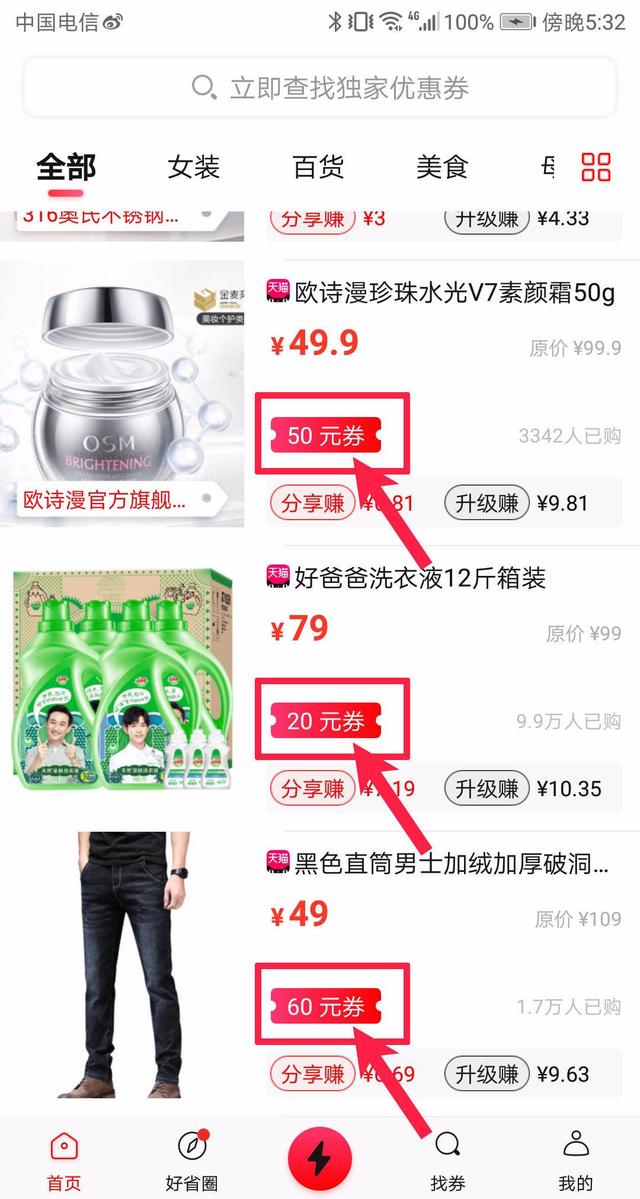 中国电信
4G 100% 傍晚5:32
立即查找独家优惠券
全部 女装 百货 美食
316奥氏不锈钢...
分享赚 ¥3 升级赚 ¥4.33
天猫 欧诗漫珍珠水光V7素颜霜50g
¥49.9 原价 ¥99.9
50 元券 3342人已购
分享赚 升级赚 ¥9.81
OSM
BRIGHTENING
欧诗漫官方旗舰...
天猫 好爸爸洗衣液12斤箱装
¥79 原价 ¥99
20 元券 9.9万人已购
分享赚 升级赚 ¥10.35
天猫 黑色直筒男士加绒加厚破洞...
¥49 原价 ¥109
60 元券 1.7万人已购
分享赚 升级赚 ¥9.63
首页 好省圈 找券 我的